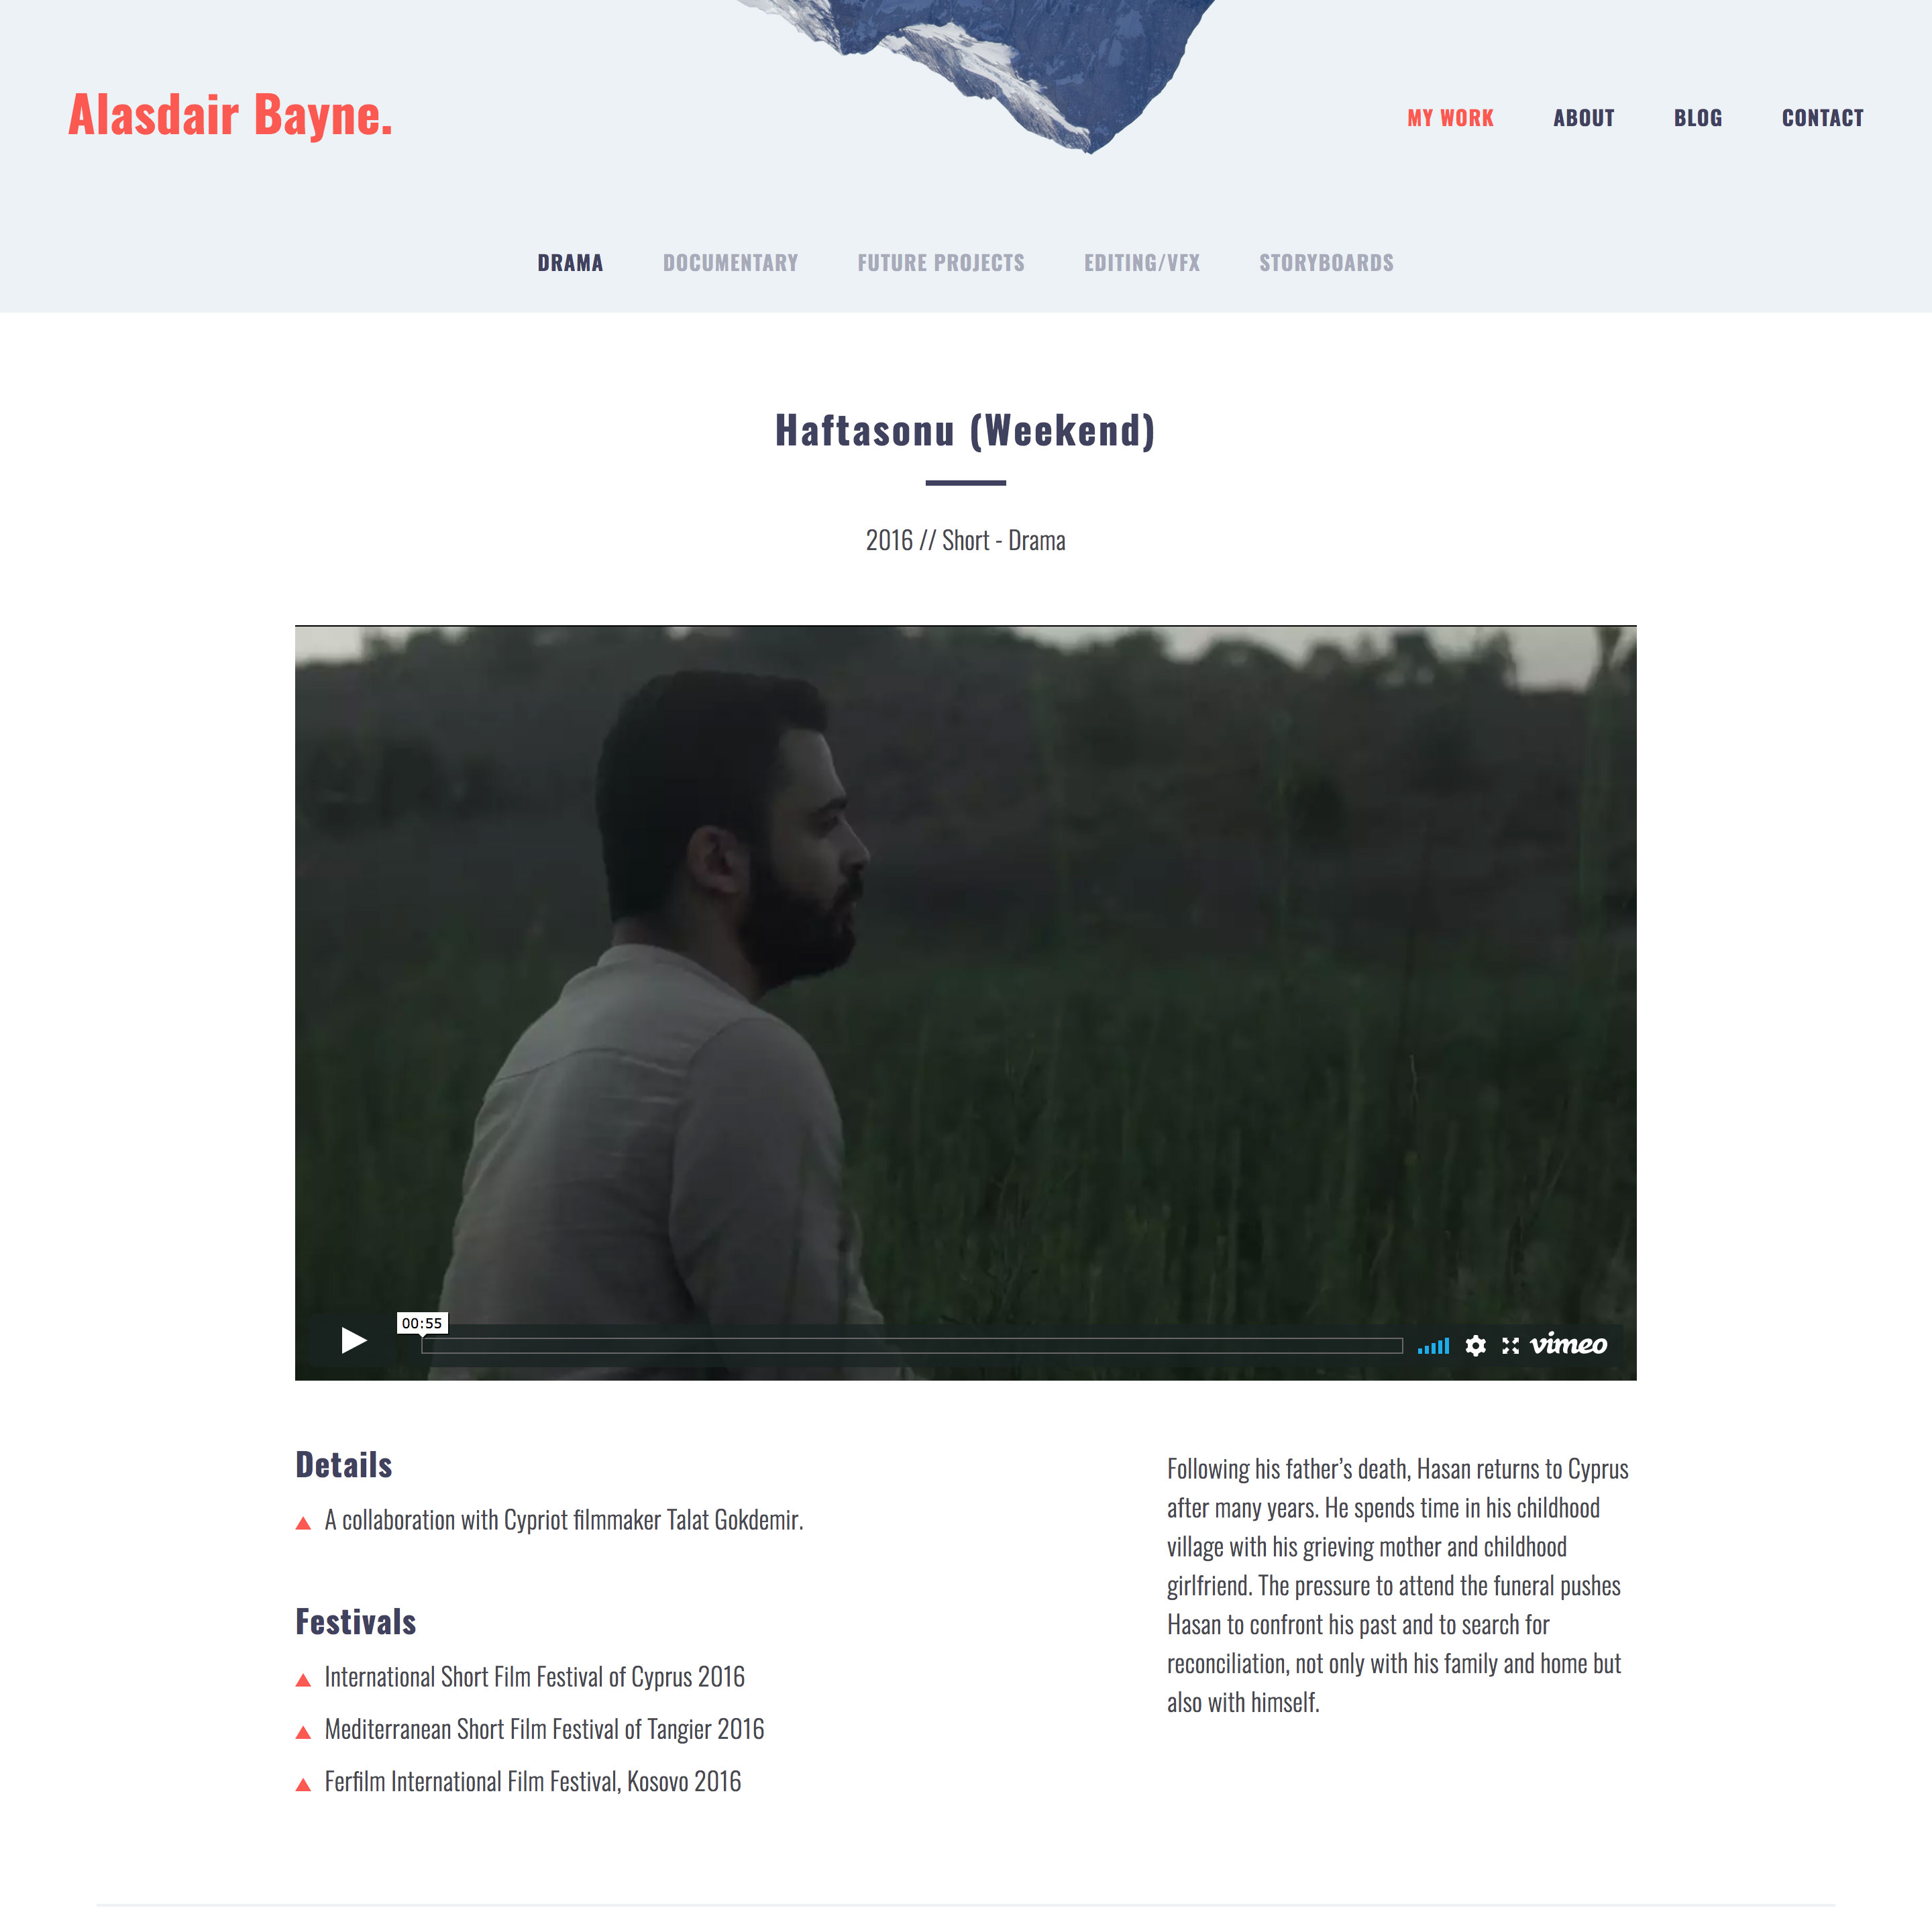 Alasdair Bayne.
MY WORK ABOUT BLOG CONTACT
DRAMA DOCUMENTARY FUTURE PROJECTS EDITING/VFX STORYBOARDS
Haftasonu (Weekend)
2016 // Short - Drama
00:55
vimeo
Details
A collaboration with Cypriot filmmaker Talat Gokdemir.
Festivals
International Short Film Festival of Cyprus 2016
Mediterranean Short Film Festival of Tangier 2016
Ferfilm International Film Festival, Kosovo 2016
Following his father’s death, Hasan returns to Cyprus
after many years. He spends time in his childhood
village with his grieving mother and childhood
girlfriend. The pressure to attend the funeral pushes
Hasan to confront his past and to search for
reconciliation, not only with his family and home but
also with himself.